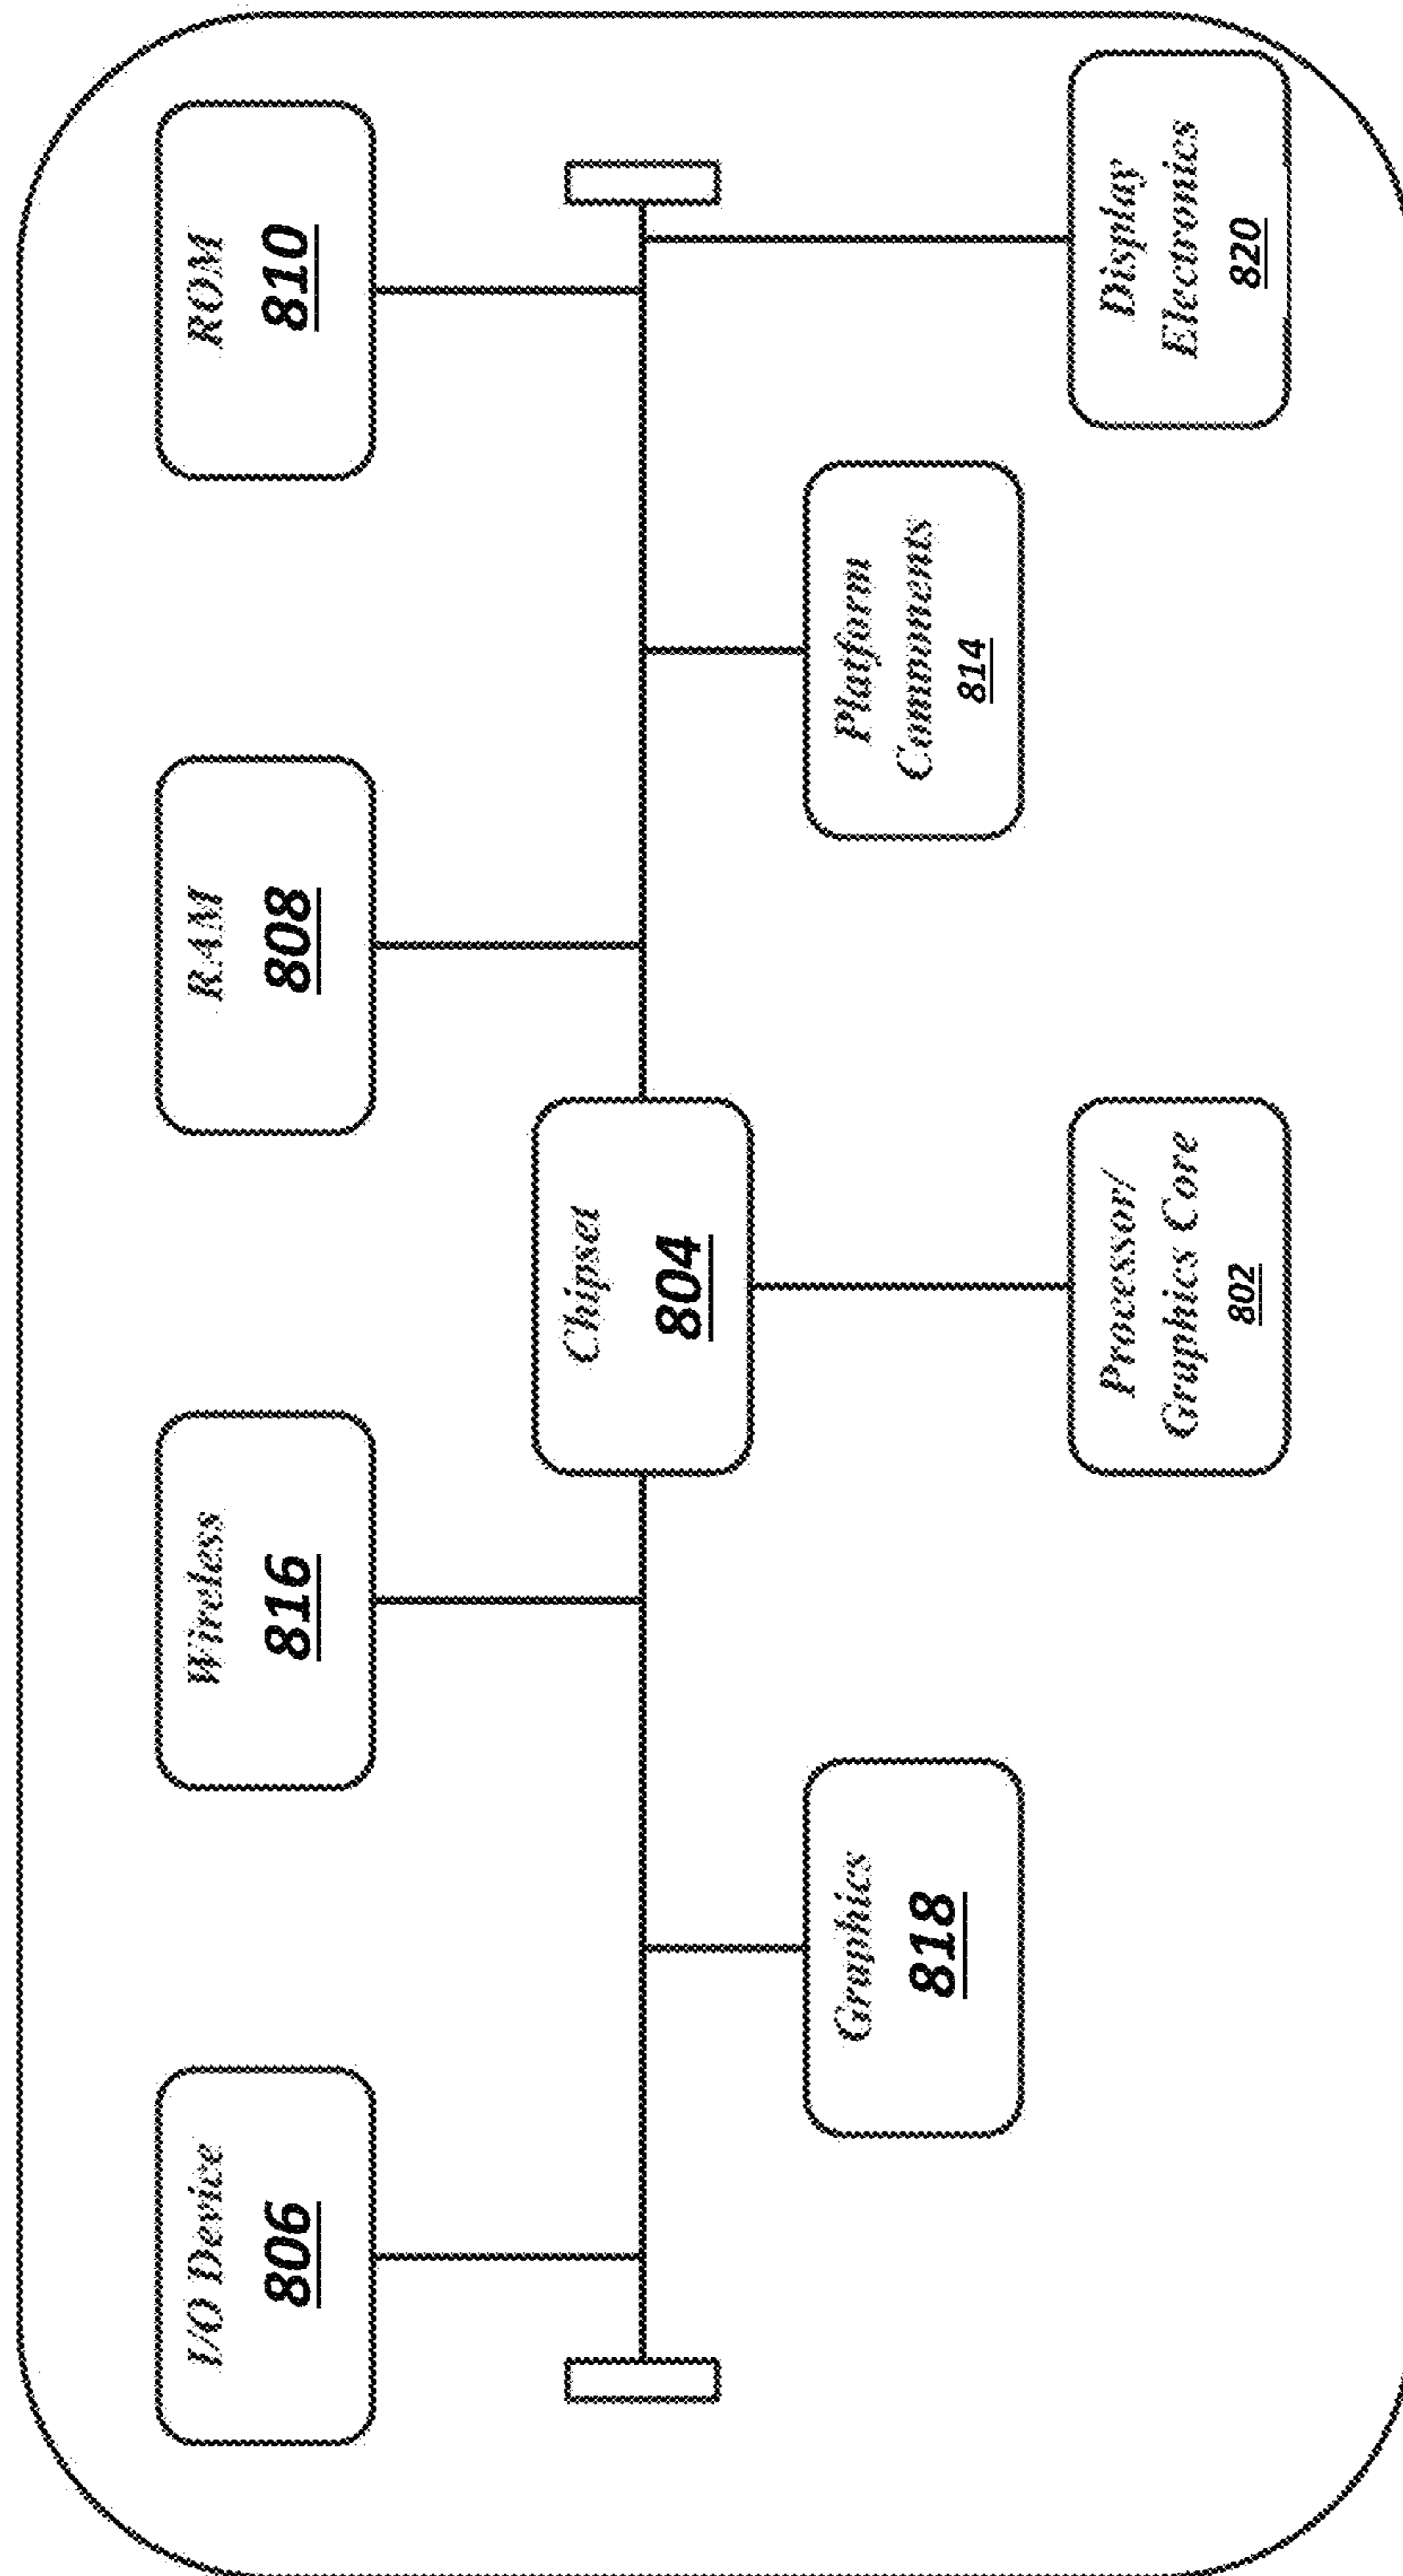 I/O Device
806
Wireless
816
RAM
808
ROM
810
Chipset
804
Graphics
818
Platform
Components
814
Processor/
Graphics Core
802
Display
Electronics
820